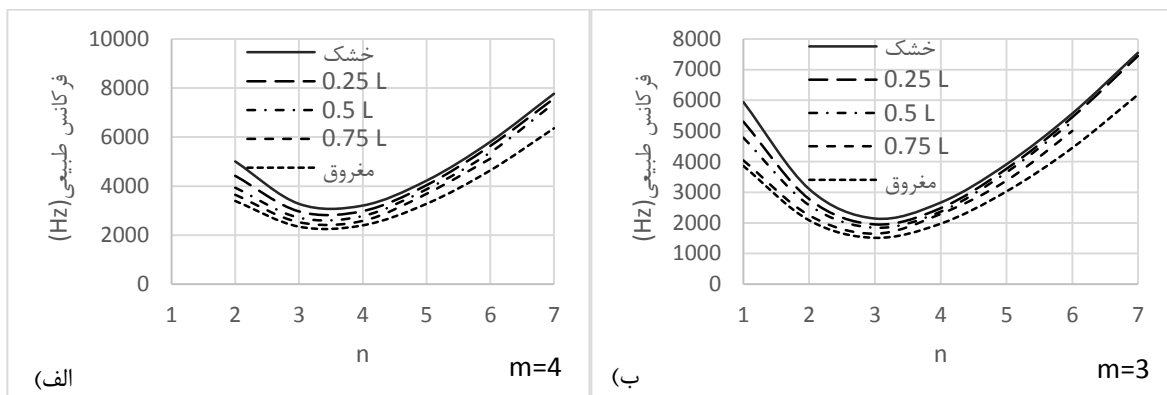 10000
8000
6000
4000
2000
0
1 2 3 4 5 6 7
فرکانس طبیعی(Hz)
n
خشک
0.25 L
0.5 L
0.75 L
مغروق
الف)
m=4
8000
7000
6000
5000
4000
3000
2000
1000
0
1 2 3 4 5 6 7
فرکانس طبیعی(Hz)
n
خشک
0.25 L
0.5 L
0.75 L
مغروق
ب)
m=3